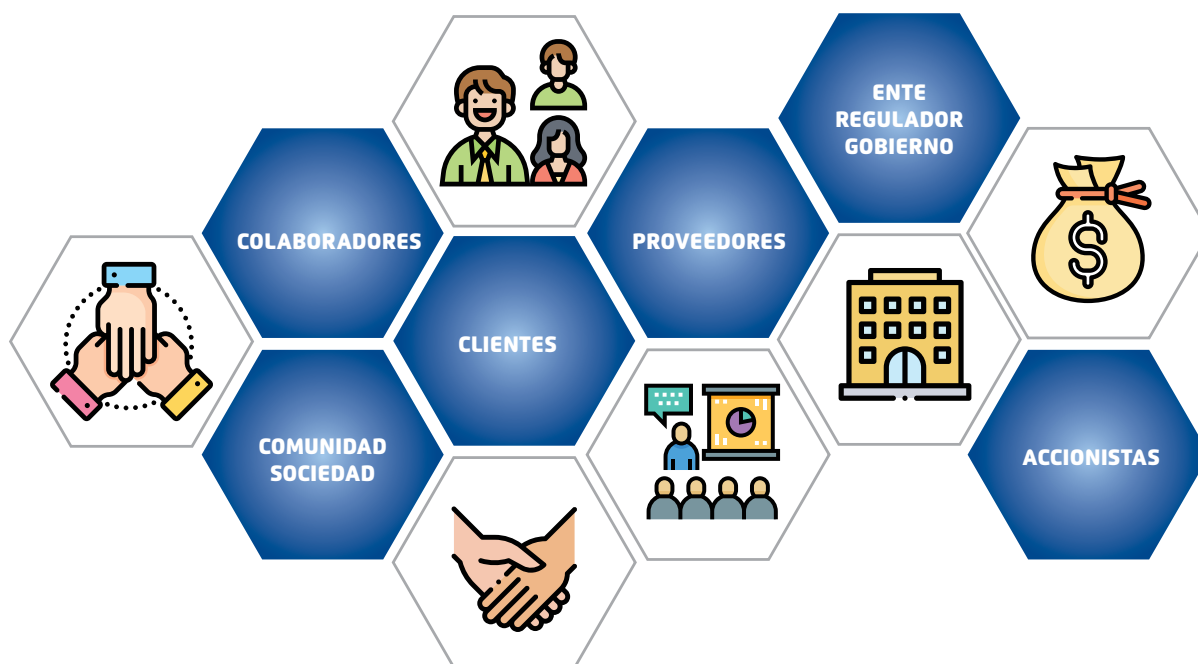 ENTE
REGULADOR
GOBIERNO
COLABORADORES
PROVEEDORES
CLIENTES
COMUNIDAD
SOCIEDAD
ACCIONISTAS
$